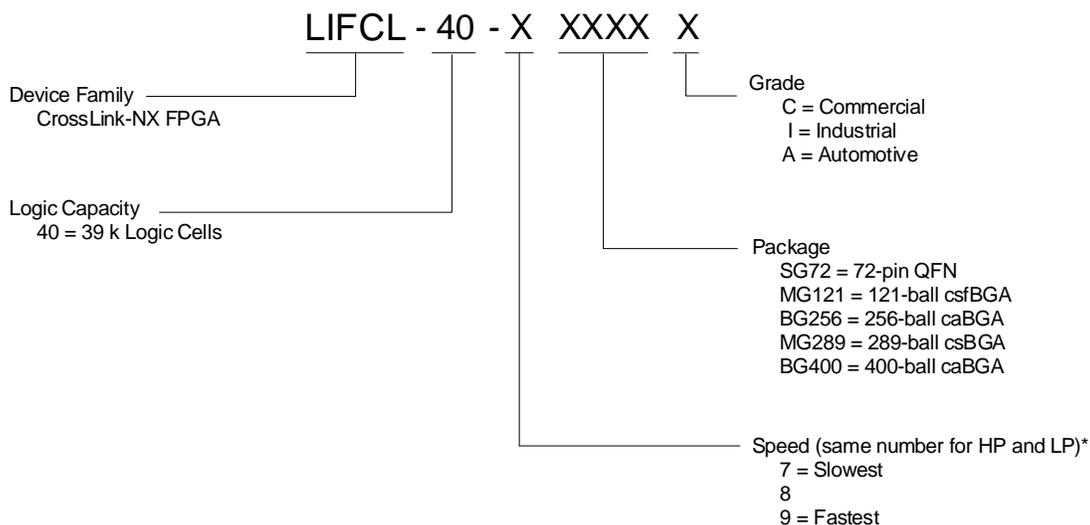 LIFCL - 40 - X XXXX X
Device Family
CrossLink-NX FPGA
Logic Capacity
40 = 39 k Logic Cells
Grade
C = Commercial
I = Industrial
A = Automotive
Package
SG72 = 72-pin QFN
MG121 = 121-ball csfBGA
BG256 = 256-ball caBGA
MG289 = 289-ball csBGA
BG400 = 400-ball caBGA
Speed (same number for HP and LP)*
7 = Slowest
8
9 = Fastest